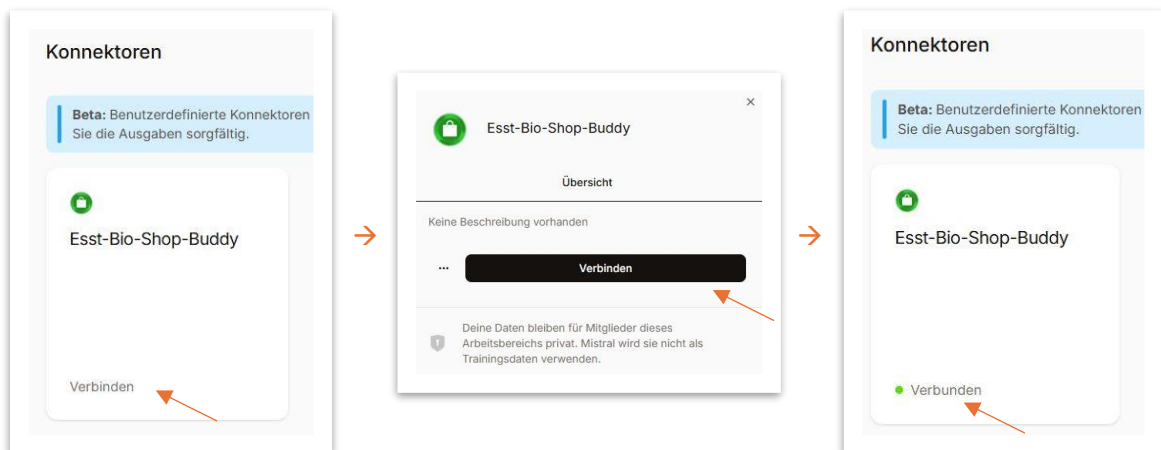 Konnektoren
Beta: Benutzerdefinierte Konnektoren
Sie die Ausgaben sorgfältig.
Esst-Bio-Shop-Buddy
Verbinden
→
Esst-Bio-Shop-Buddy
×
Übersicht
Keine Beschreibung vorhanden
...
Verbinden
Deine Daten bleiben für Mitglieder dieses
Arbeitsbereichs privat. Mistral wird sie nicht als
Trainingsdaten verwenden.
→
Konnektoren
Beta: Benutzerdefinierte Konnektoren
Sie die Ausgaben sorgfältig.
Esst-Bio-Shop-Buddy
Verbunden